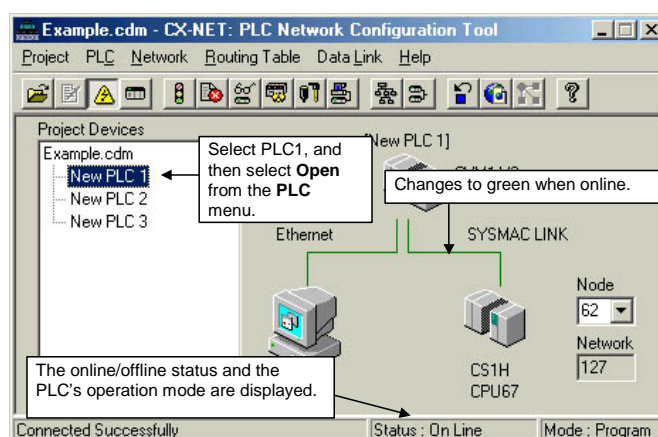 Example.cdm - CX-NET: PLC Network Configuration Tool
Project PLC Network Routing Table Data Link Help
Project Devices
Example.cdm
New PLC 1
New PLC 2
New PLC 3
Select PLC1, and
then select Open
from the PLC
menu.
New PLC 1]
Changes to green when online.
Ethernet
SYSMAC LINK
Node
62
Network
127
CS1H
CPU67
The online/offline status and the
PLC's operation mode are displayed.
Connected Successfully
Status : On Line
Mode : Program